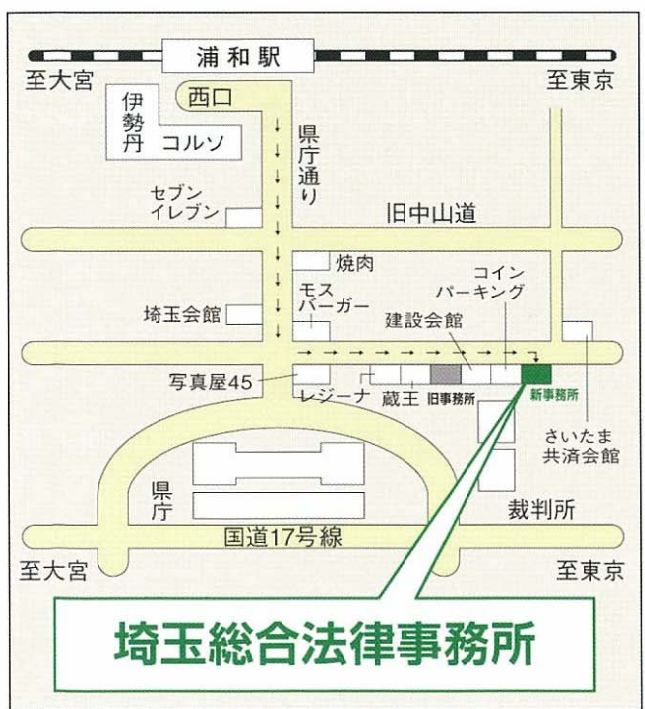 浦和駅
至大宮
至東京
西口
伊勢丹
コルソ
県庁通り
セブン
イレブン
旧中山道
焼肉
コイン
パーキング
モス
バーガー
埼玉会館
建設会館
写真屋45
レジーナ
蔵王
旧事務所
新事務所
さいたま
共済会館
県庁
裁判所
国道17号線
至大宮
至東京
埼玉総合法律事務所